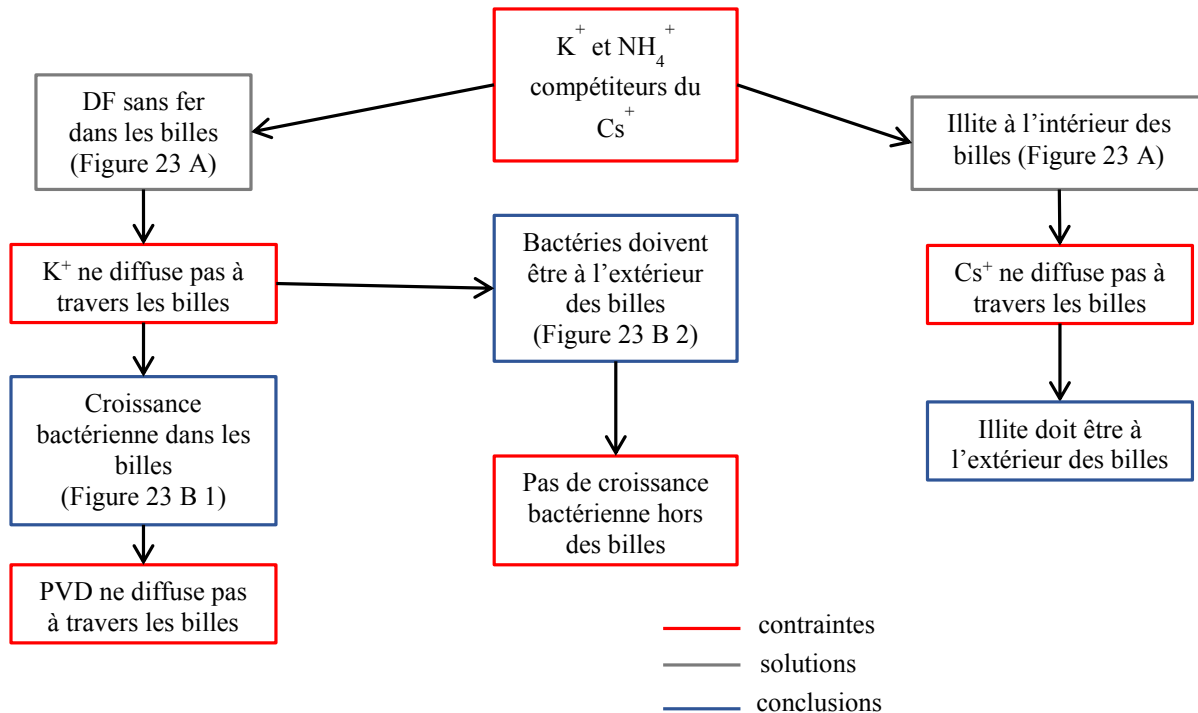 K⁺ et NH₄⁺
compétiteurs du
Cs⁺
DF sans fer
dans les billes
(Figure 23 A)
Illite à l’intérieur des
billes (Figure 23 A)
K⁺ ne diffuse pas à
travers les billes
Bactéries doivent
être à l’extérieur
des billes
(Figure 23 B 2)
Cs⁺ ne diffuse pas à
travers les billes
Croissance
bactérienne dans les
billes
(Figure 23 B 1)
Illite doit être à
l’extérieur des billes
Pas de croissance
bactérienne hors
des billes
PVD ne diffuse pas
à travers les billes
contraintes
solutions
conclusions